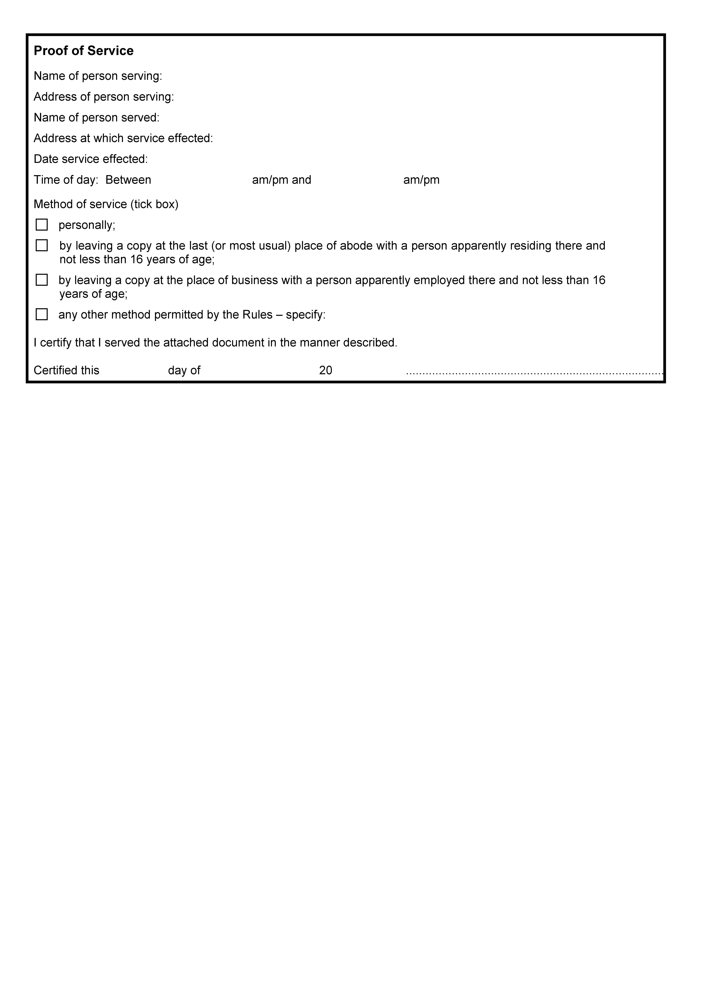 Proof of Service
Name of person serving:
Address of person serving:
Name of person served:
Address at which service effected:
Date service effected:
Time of day:  Between am/pm and am/pm
Method of service (tick box)
personally;
by leaving a copy at the last (or most usual) place of abode with a person apparently residing there and
not less than 16 years of age;
by leaving a copy at the place of business with a person apparently employed there and not less than 16
years of age;
any other method permitted by the Rules – specify:
I certify that I served the attached document in the manner described.
Certified this day of 20 ................................................................................